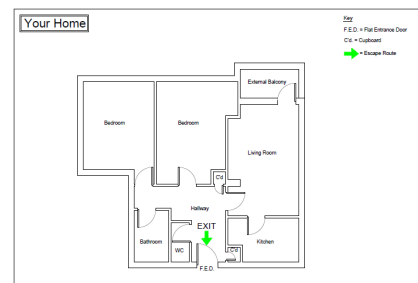 Your Home
Key
F.E.D. = Flat Entrance Door
C'd. = Cupboard
= Escape Route
External Balcony
Bedroom
Bedroom
Living Room
C'd
Hallway
EXIT
Bathroom
WC
C'd
Kitchen
F.E.D.